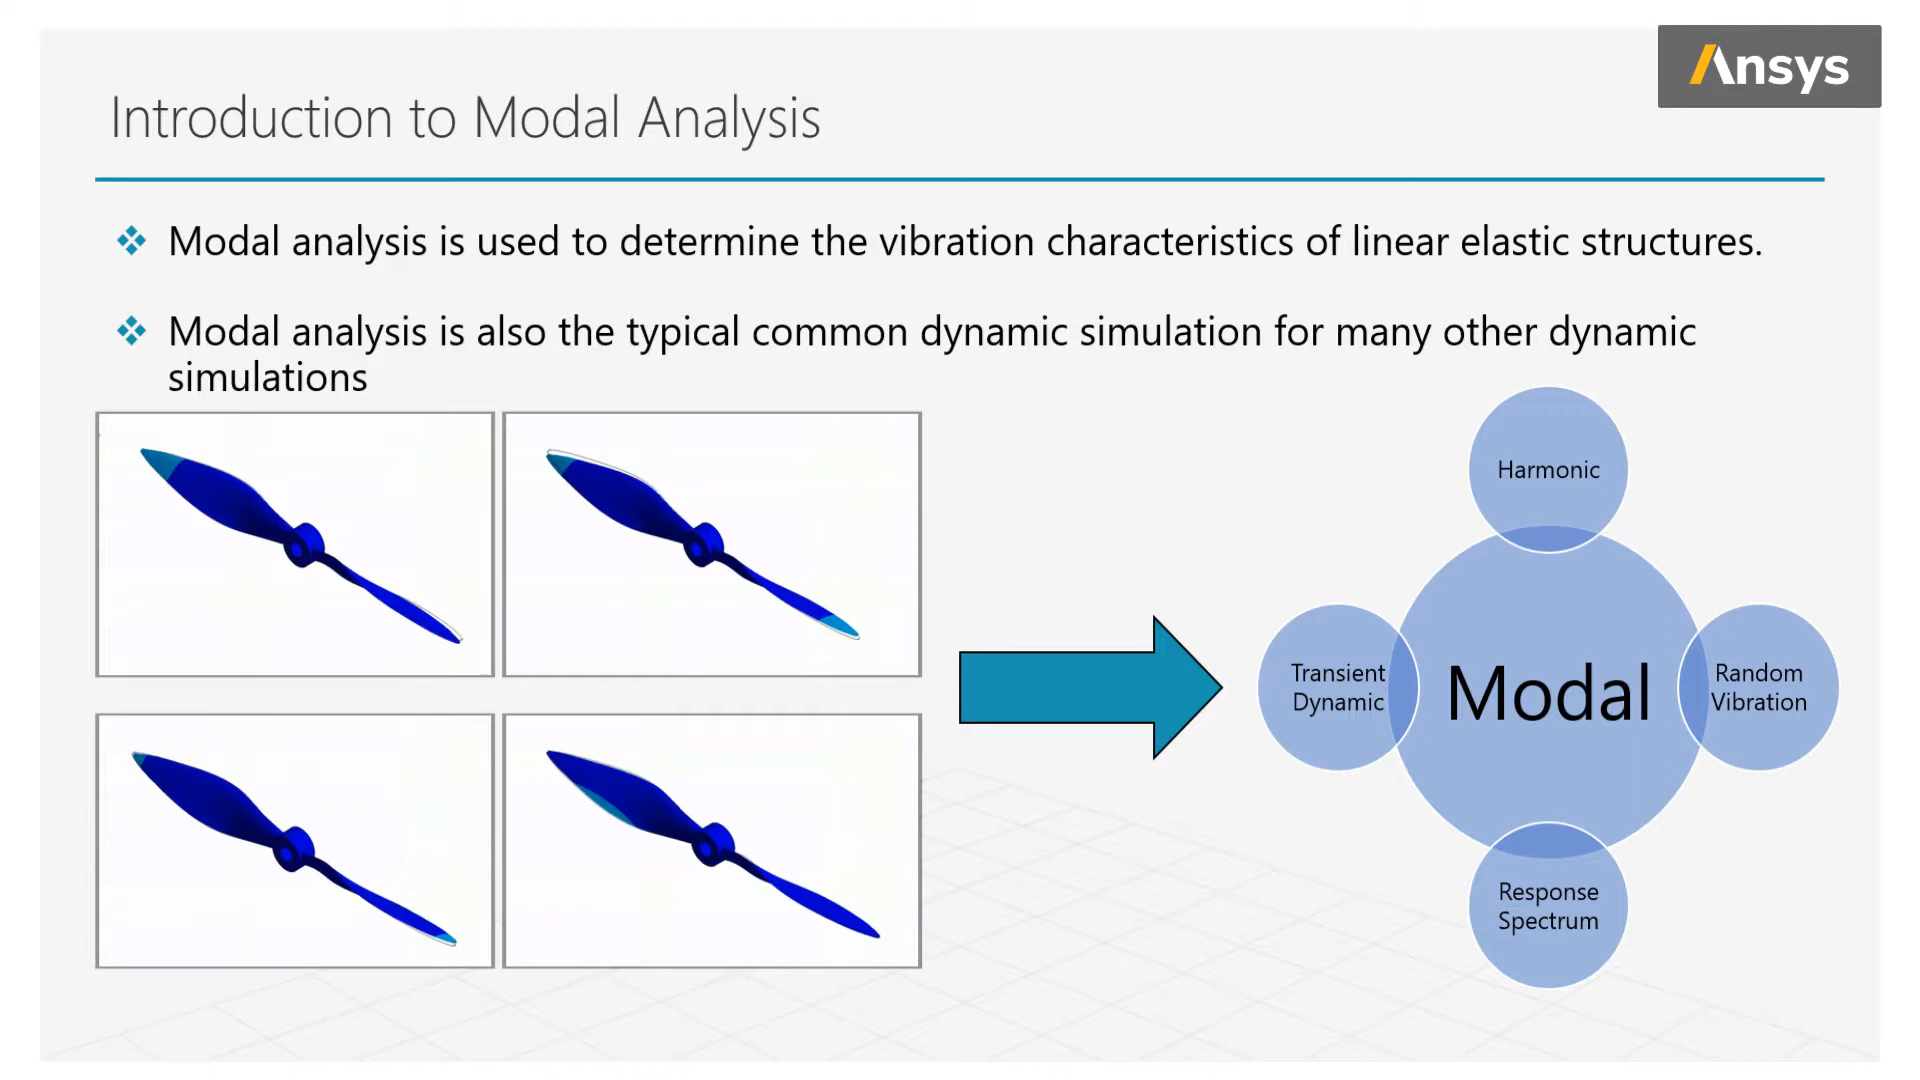 Ansys
Introduction to Modal Analysis
Modal analysis is used to determine the vibration characteristics of linear elastic structures.
Modal analysis is also the typical common dynamic simulation for many other dynamic
simulations
Harmonic
Transient
Dynamic
Modal
Random
Vibration
Response
Spectrum